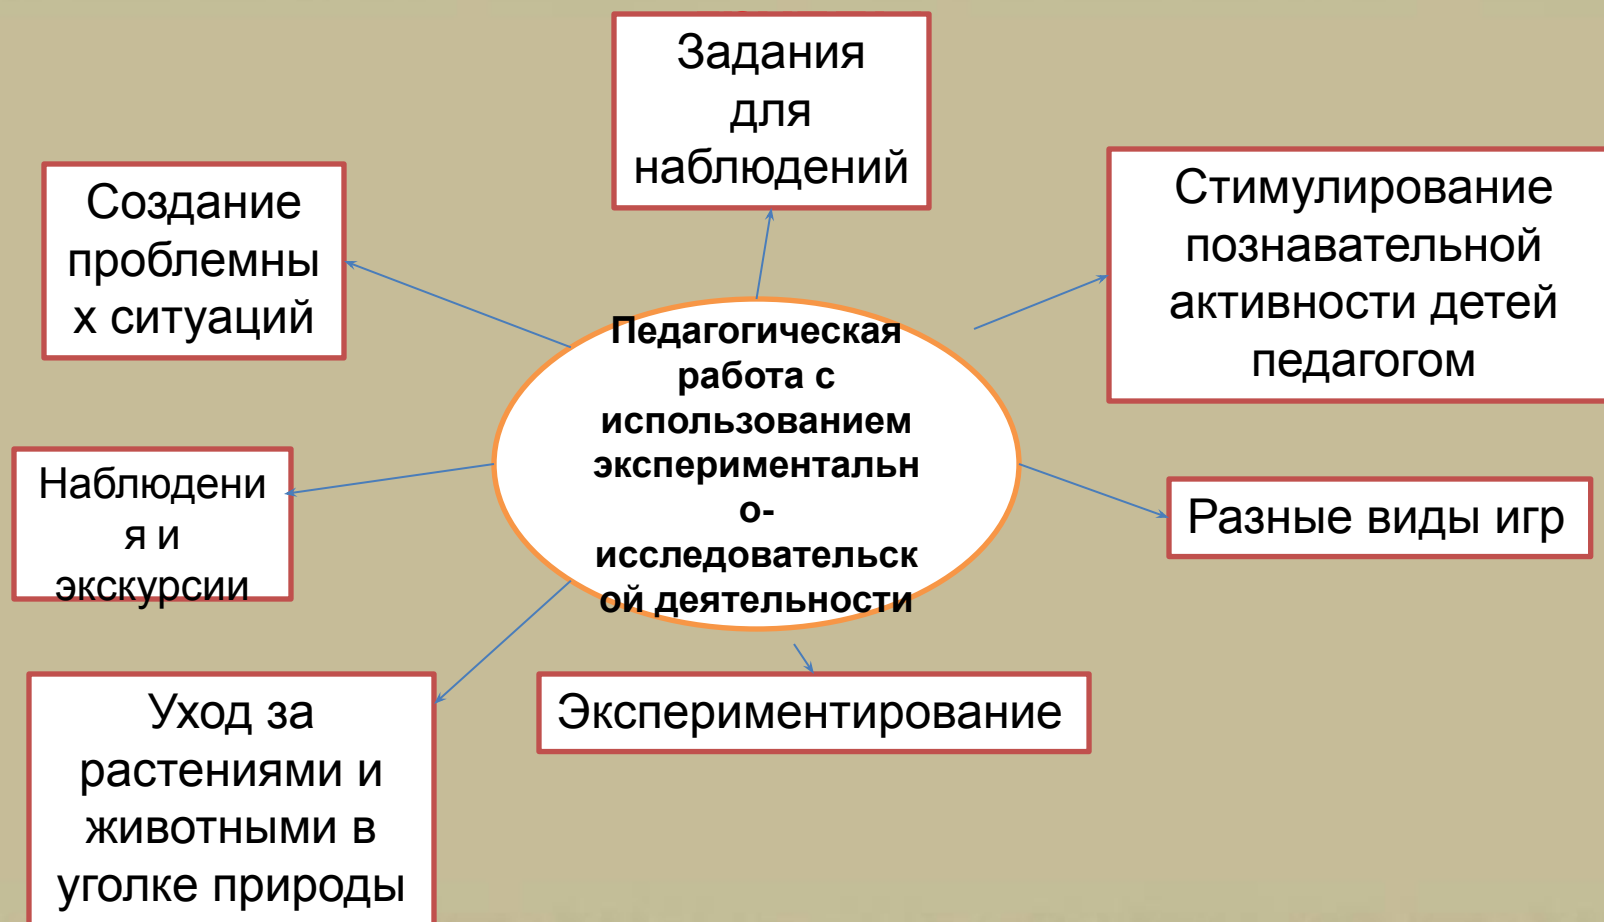 Задания
для
наблюдений
Создание
проблемны
х ситуаций
Стимулирование
познавательной
активности детей
педагогом
Педагогическая
работа с
использованием
экспериментальн
о-
исследовательск
ой деятельности
Наблюдени
я и
экскурсии
Разные виды игр
Уход за
растениями и
животными в
уголке природы
Экспериментирование